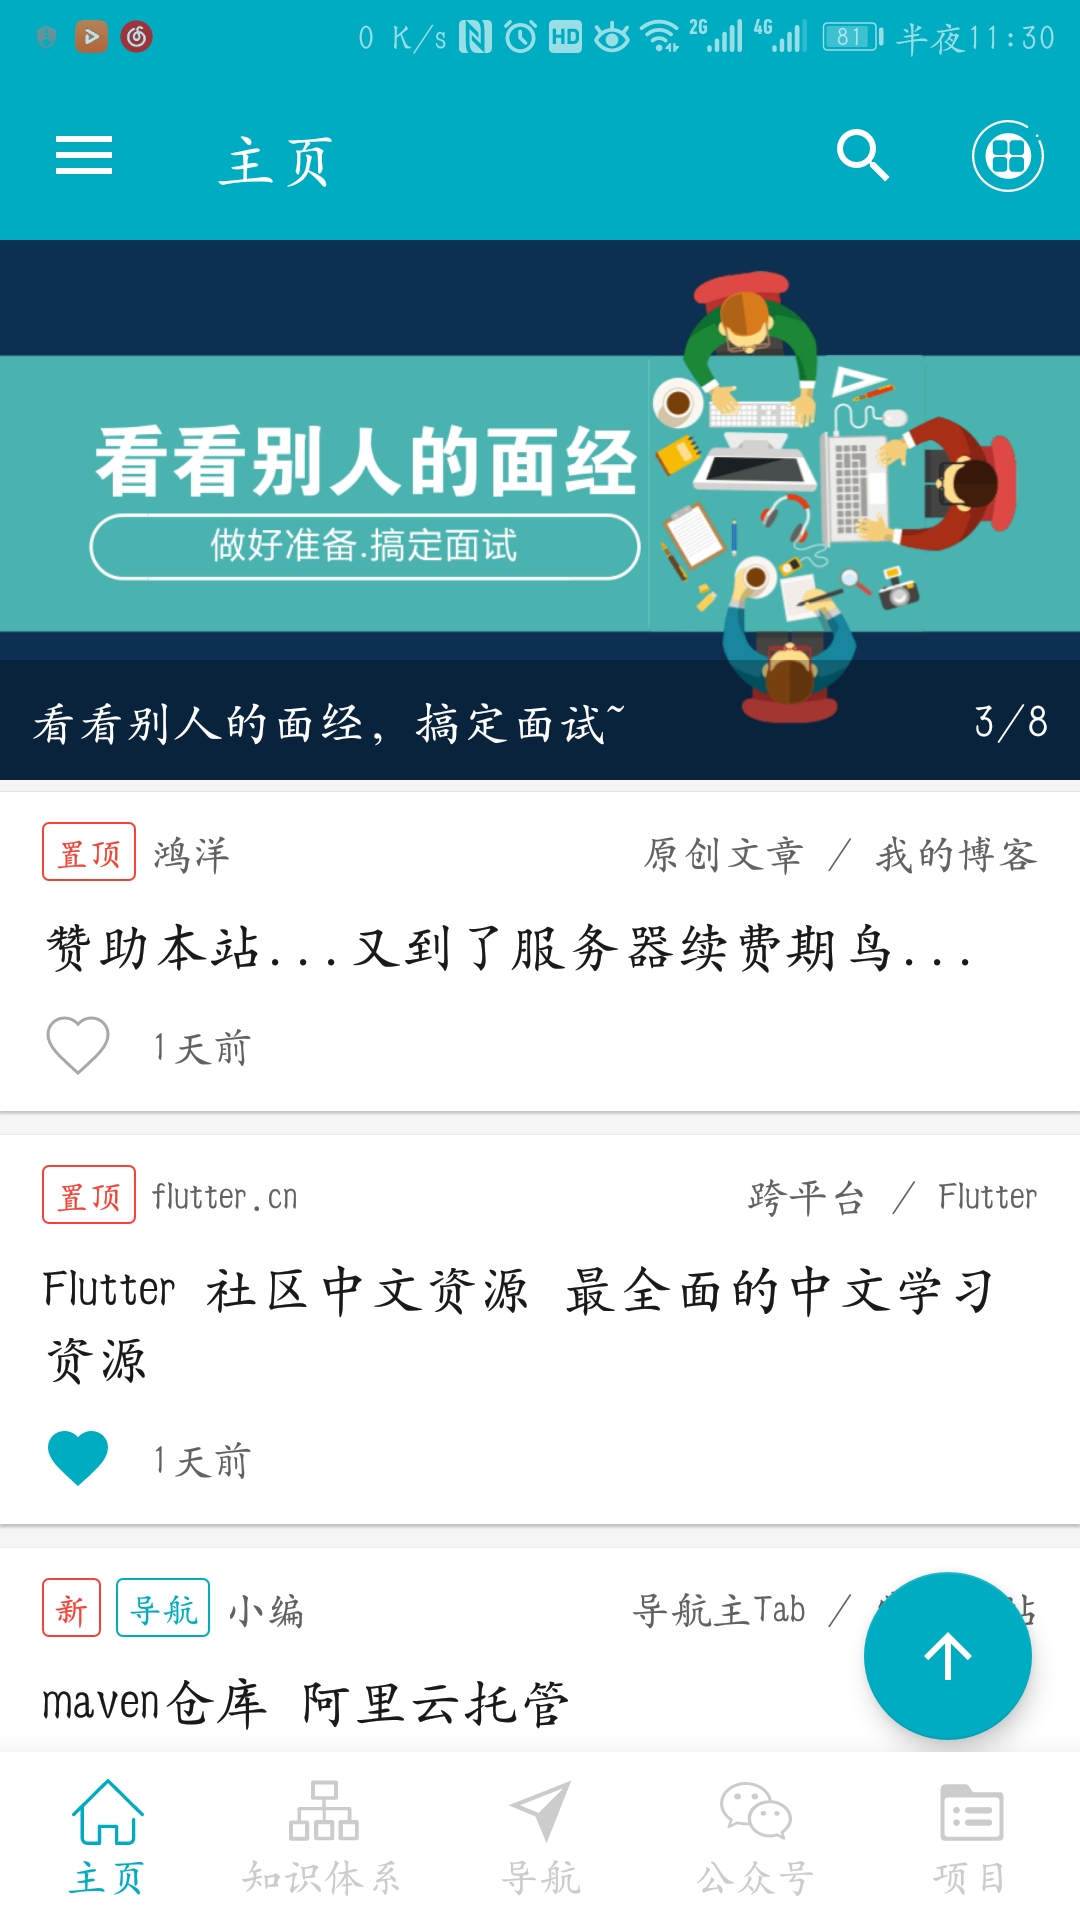 0 K/s HD 2G 4G 81 半夜11:30
主页
看看别人的面经
做好准备.搞定面试
看看别人的面经，搞定面试~ 3/8
置顶 鸿洋 原创文章 / 我的博客
赞助本站...又到了服务器续费期鸟...
1天前
置顶 flutter.cn 跨平台 / Flutter
Flutter 社区中文资源 最全面的中文学习
资源
1天前
新 导航 小编 导航主Tab /
maven仓库 阿里云托管
主页 知识体系 导航 公众号 项目